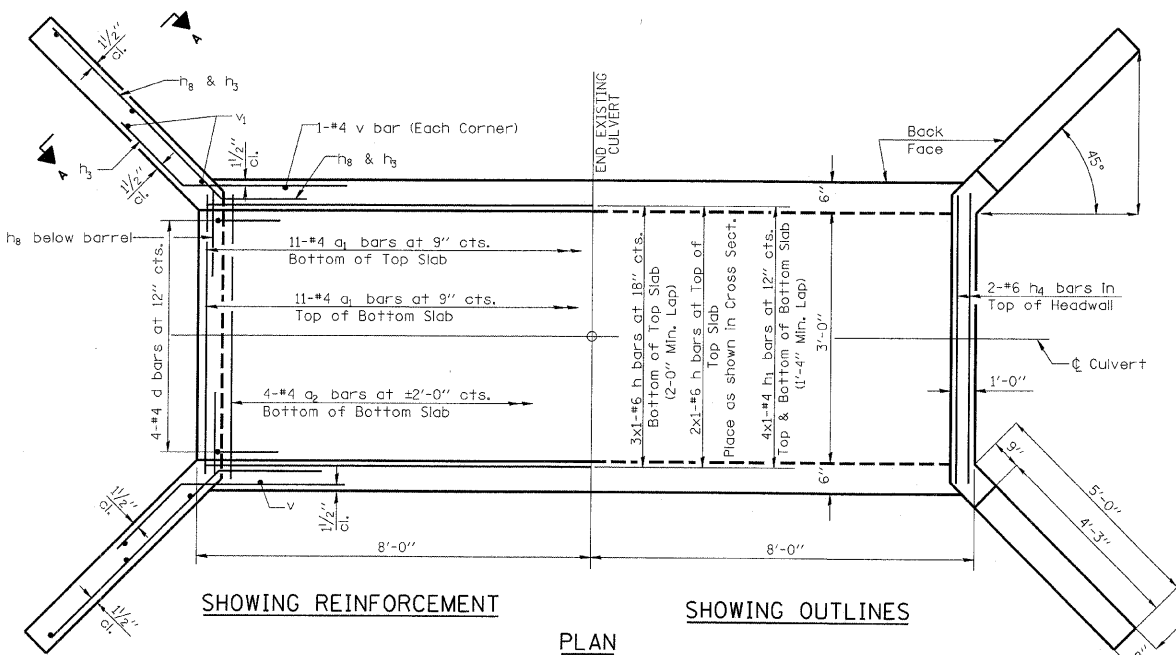 A
1½"
cl.
h8 & h3
v1
1-#4 v bar (Each Corner)
h8 & h3
A
h3
1½"
cl.
1½"
cl.
h8 below barrel
11-#4 a1 bars at 9" cts.
Bottom of Top Slab
11-#4 a1 bars at 9" cts.
Top of Bottom Slab
4-#4 d bars at 12" cts.
4-#4 a2 bars at ±2'-0" cts.
Bottom of Bottom Slab
1½"
cl.
v
1½"
cl.
1½"
cl.
8'-0"
8'-0"
END EXISTING
CULVERT
3x1-#6 h bars at 18" cts.
Bottom of Top Slab
(2-0" Min. Lap)
2x1-#6 h bars at Top of
Top Slab
Place as shown in Cross Sect.
4x1-#4 h1 bars at 12" cts.
Top & Bottom of Bottom Slab
(1'-4" Min. Lap)
6"
3'-0"
6"
Back
Face
45°
2-#6 h4 bars in
Top of Headwall
℄ Culvert
1'-0"
9"
5'-0"
4'-3"
SHOWING REINFORCEMENT
SHOWING OUTLINES
PLAN